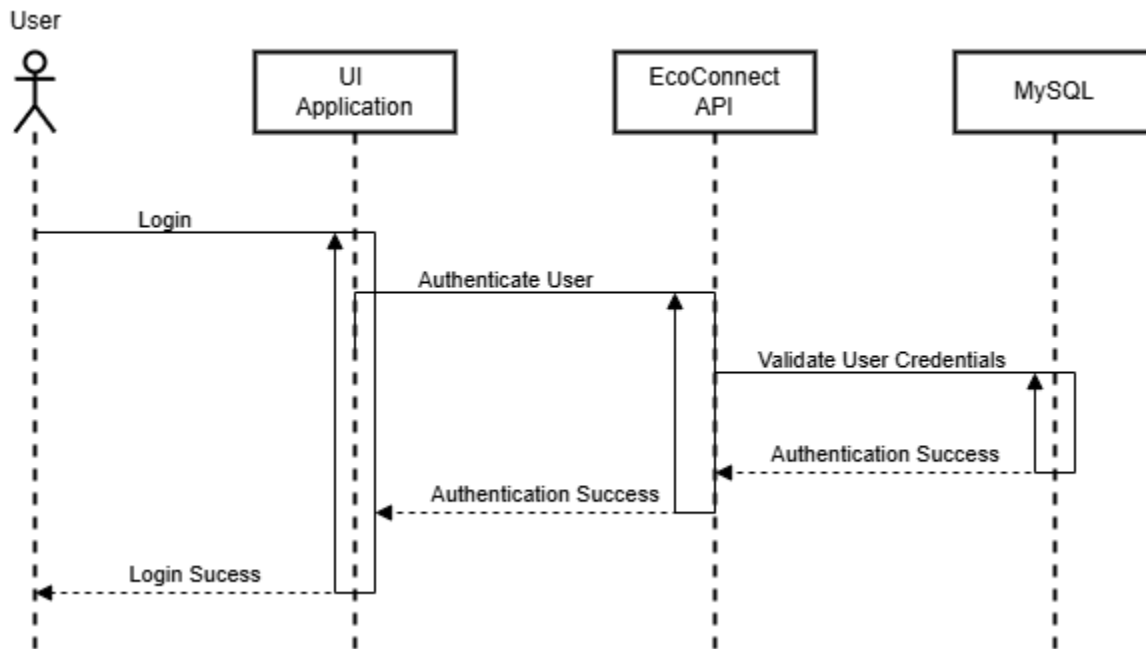 User
UI
Application
EcoConnect
API
MySQL
Login
Authenticate User
Validate User Credentials
Authentication Success
Authentication Success
Login Sucess